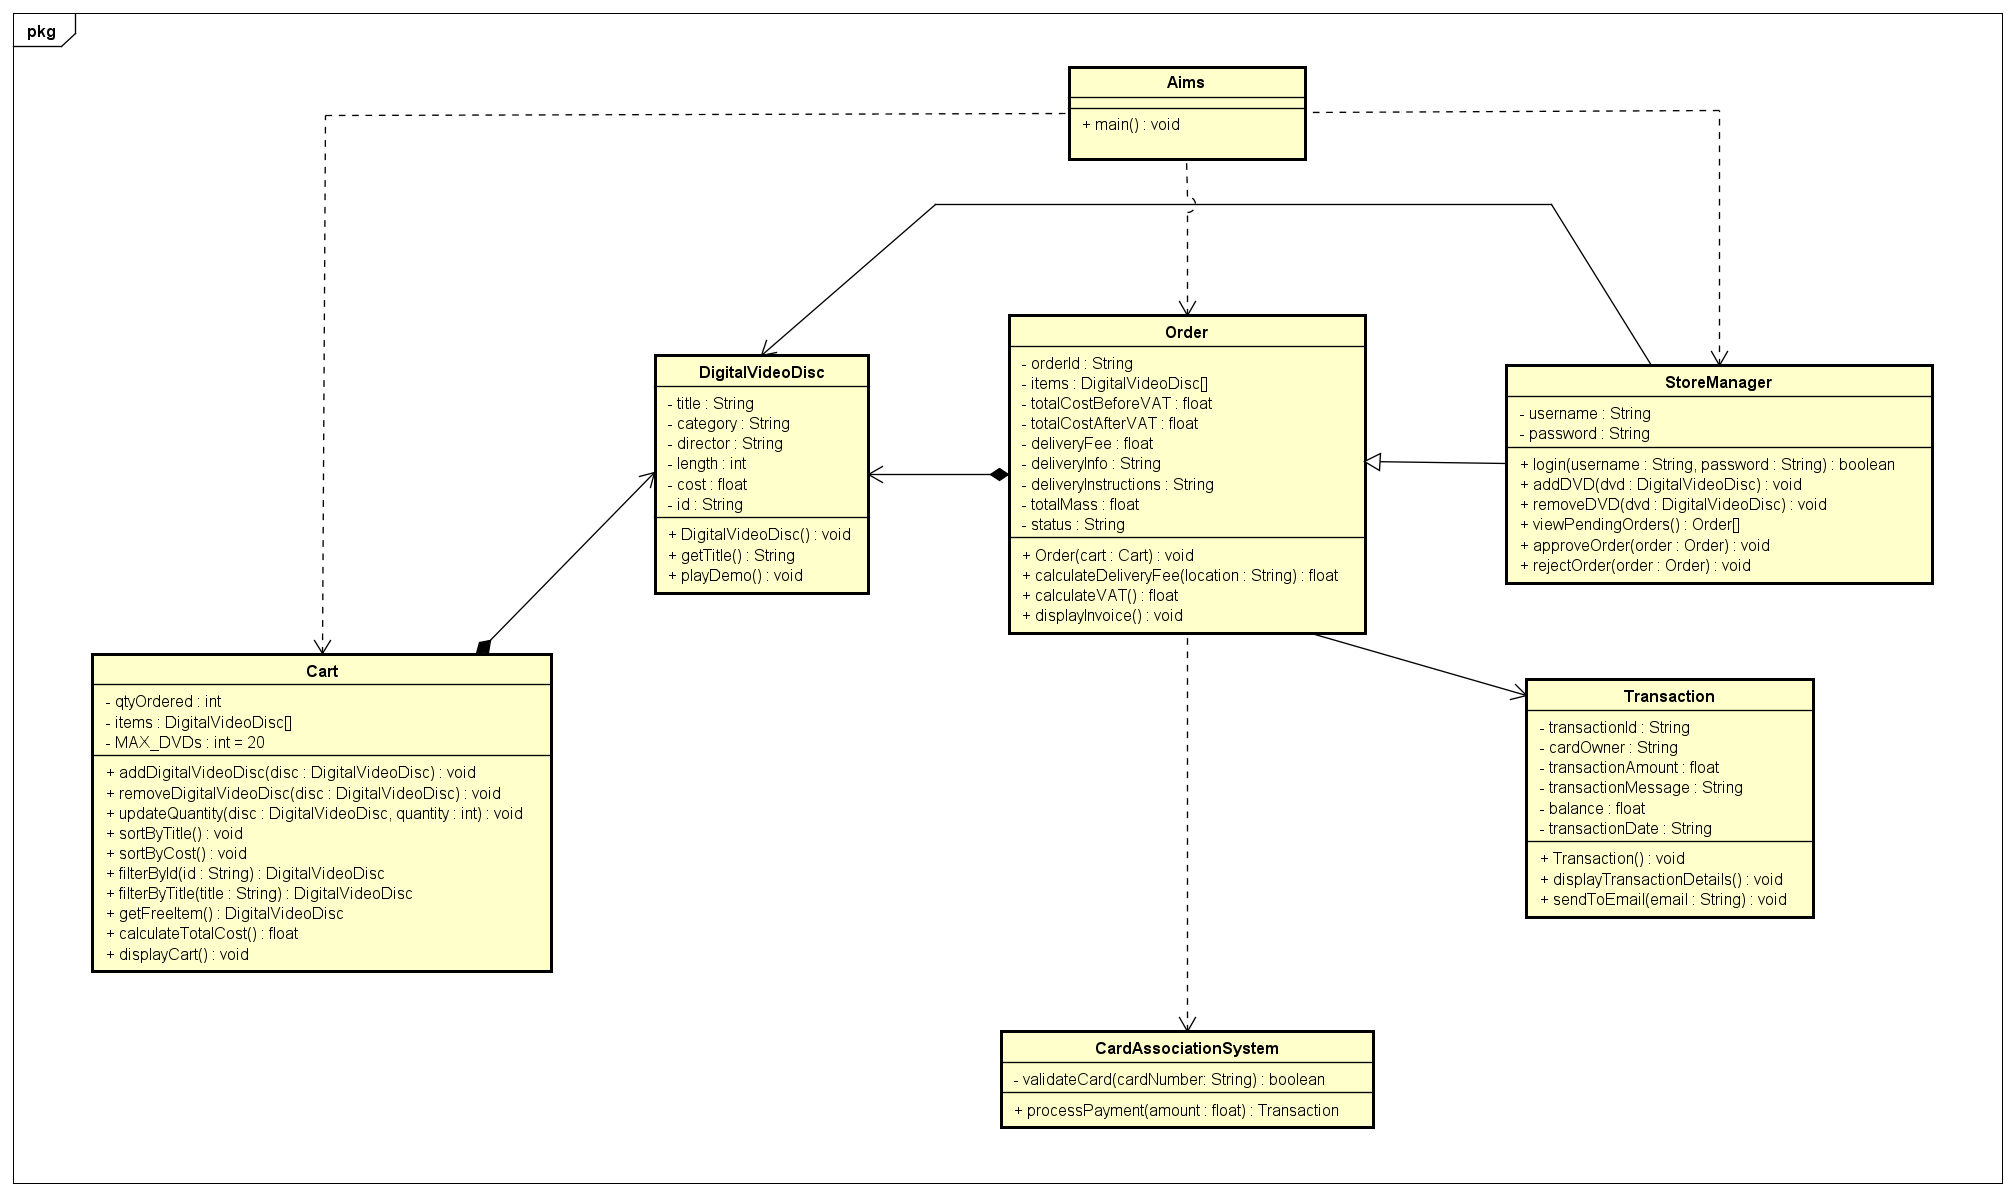 pkg
Aims
+ main() : void
DigitalVideoDisc
- title : String
- category : String
- director : String
- length : int
- cost : float
- id : String
+ DigitalVideoDisc() : void
+ getTitle() : String
+ playDemo() : void
Order
- orderId : String
- items : DigitalVideoDisc[]
- totalCostBeforeVAT : float
- totalCostAfterVAT : float
- deliveryFee : float
- deliveryInfo : String
- deliveryInstructions : String
- totalMass : float
- status : String
+ Order(cart : Cart) : void
+ calculateDeliveryFee(location : String) : float
+ calculateVAT() : float
+ displayInvoice() : void
StoreManager
- username : String
- password : String
+ login(username : String, password : String) : boolean
+ addDVD(dvd : DigitalVideoDisc) : void
+ removeDVD(dvd : DigitalVideoDisc) : void
+ viewPendingOrders() : Order[]
+ approveOrder(order : Order) : void
+ rejectOrder(order : Order) : void
Cart
- qtyOrdered : int
- items : DigitalVideoDisc[]
- MAX_DVDs : int = 20
+ addDigitalVideoDisc(disc : DigitalVideoDisc) : void
+ removeDigitalVideoDisc(disc : DigitalVideoDisc) : void
+ updateQuantity(disc : DigitalVideoDisc, quantity : int) : void
+ sortByTitle() : void
+ sortByCost() : void
+ filterById(id : String) : DigitalVideoDisc
+ filterByTitle(title : String) : DigitalVideoDisc
+ getFreeItem() : DigitalVideoDisc
+ calculateTotalCost() : float
+ displayCart() : void
Transaction
- transactionId : String
- cardOwner : String
- transactionAmount : float
- transactionMessage : String
- balance : float
- transactionDate : String
+ Transaction() : void
+ displayTransactionDetails() : void
+ sendToEmail(email : String) : void
CardAssociationSystem
- validateCard(cardNumber: String) : boolean
+ processPayment(amount : float) : Transaction